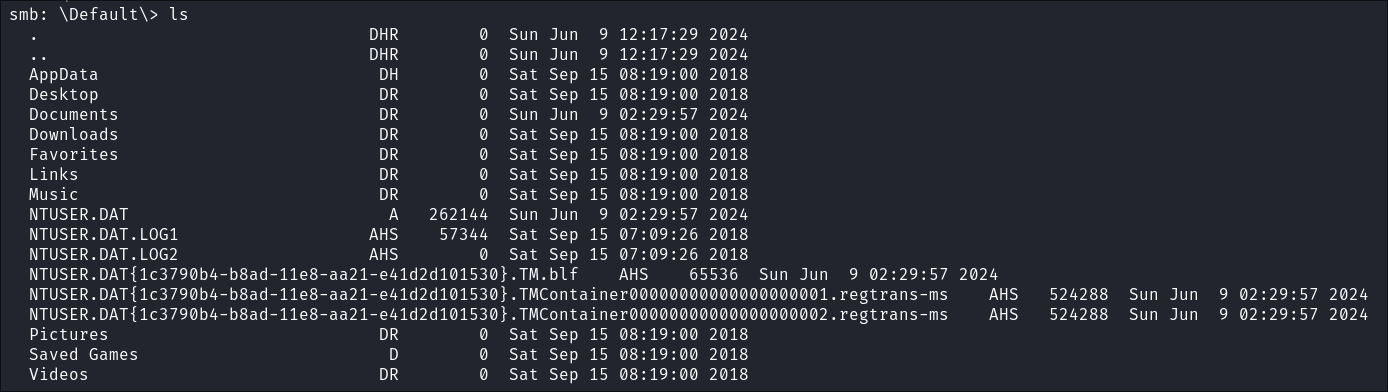 smb: \Default\> ls
  .                                 DHR        0  Sun Jun  9 12:17:29 2024
  ..                                DHR        0  Sun Jun  9 12:17:29 2024
  AppData                            DH        0  Sat Sep 15 08:19:00 2018
  Desktop                            DR        0  Sat Sep 15 08:19:00 2018
  Documents                          DR        0  Sun Jun  9 02:29:57 2024
  Downloads                          DR        0  Sat Sep 15 08:19:00 2018
  Favorites                          DR        0  Sat Sep 15 08:19:00 2018
  Links                              DR        0  Sat Sep 15 08:19:00 2018
  Music                              DR        0  Sat Sep 15 08:19:00 2018
  NTUSER.DAT                          A   262144  Sun Jun  9 02:29:57 2024
  NTUSER.DAT.LOG1                   AHS    57344  Sat Sep 15 07:09:26 2018
  NTUSER.DAT.LOG2                   AHS        0  Sat Sep 15 07:09:26 2018
  NTUSER.DAT{1c3790b4-b8ad-11e8-aa21-e41d2d101530}.TM.blf    AHS    65536  Sun Jun  9 02:29:57 2024
  NTUSER.DAT{1c3790b4-b8ad-11e8-aa21-e41d2d101530}.TMContainer00000000000000000001.regtrans-ms    AHS   524288  Sun Jun  9 02:29:57 2024
  NTUSER.DAT{1c3790b4-b8ad-11e8-aa21-e41d2d101530}.TMContainer00000000000000000002.regtrans-ms    AHS   524288  Sun Jun  9 02:29:57 2024
  Pictures                           DR        0  Sat Sep 15 08:19:00 2018
  Saved Games                         D        0  Sat Sep 15 08:19:00 2018
  Videos                             DR        0  Sat Sep 15 08:19:00 2018